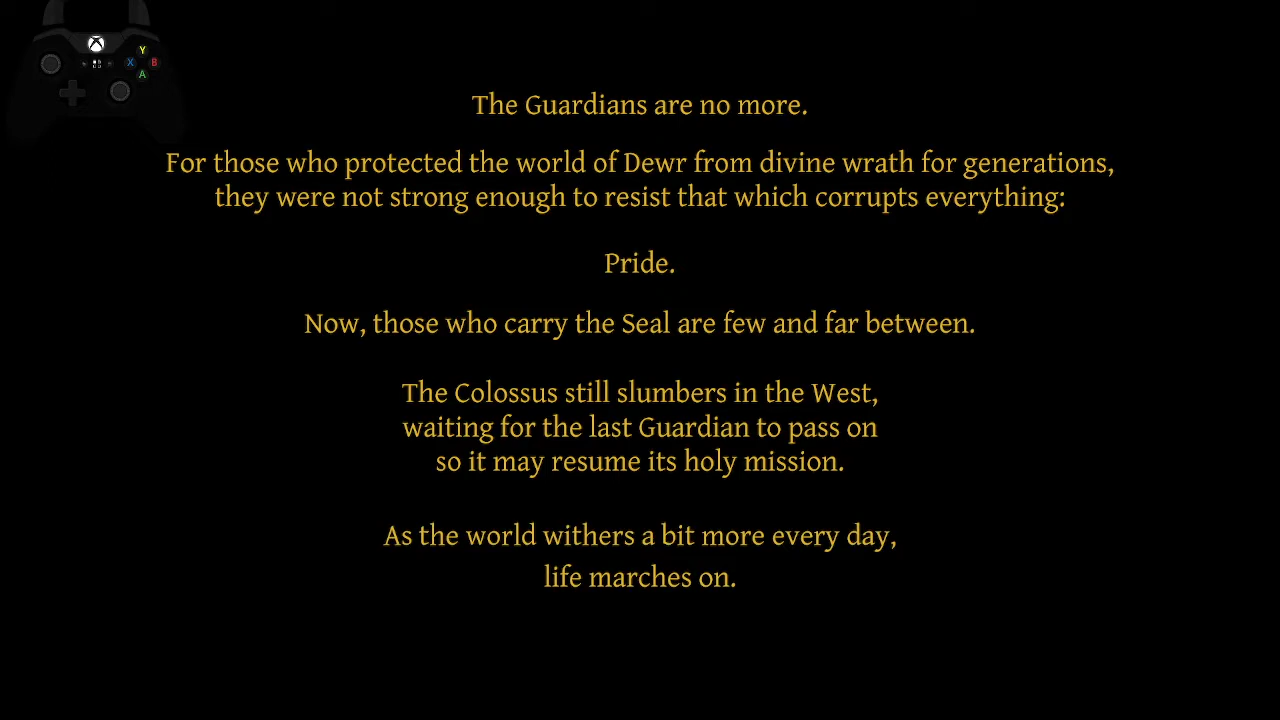 Y
X
B
A
The Guardians are no more.
For those who protected the world of Dewr from divine wrath for generations,
they were not strong enough to resist that which corrupts everything:
Pride.
Now, those who carry the Seal are few and far between.
The Colossus still slumbers in the West,
waiting for the last Guardian to pass on
so it may resume its holy mission.
As the world withers a bit more every day,
life marches on.